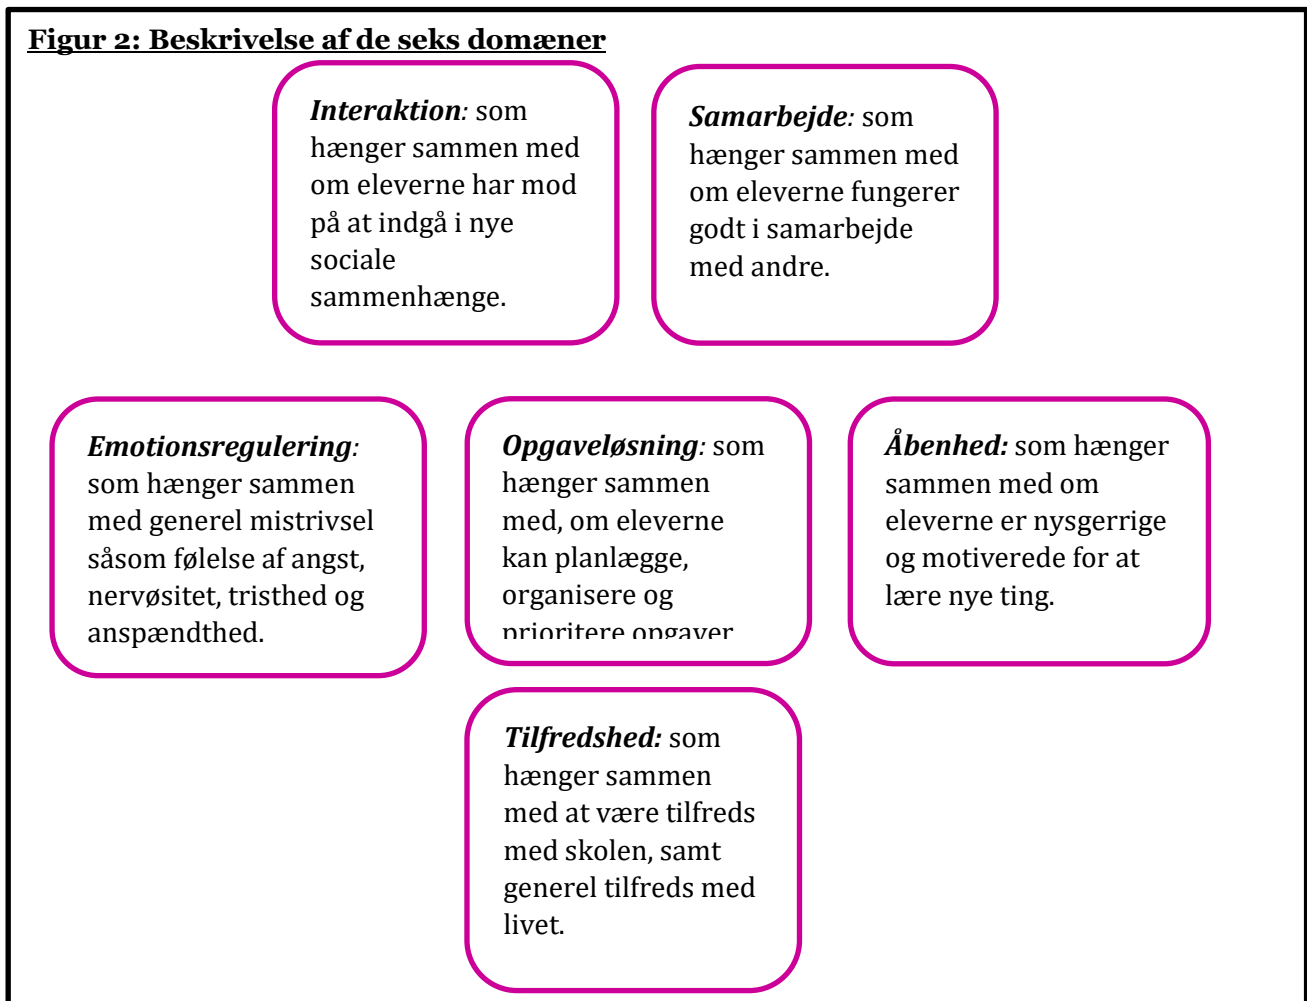 Figur 2: Beskrivelse af de seks domæner
Interaktion: som
hænger sammen med
om eleverne har mod
på at indgå i nye
sociale
sammenhænge.
Samarbejde: som
hænger sammen med
om eleverne fungerer
godt i samarbejde
med andre.
Emotionsregulering:
som hænger sammen
med generel mistrivsel
såsom følelse af angst,
nervøsitet, tristhed og
anspændthed.
Opgaveløsning: som
hænger sammen
med, om eleverne
kan planlægge,
organisere og
prioritere opgaver
Åbenhed: som hænger
sammen med om
eleverne er nysgerrige
og motiverede for at
lære nye ting.
Tilfredshed: som
hænger sammen
med at være tilfreds
med skolen, samt
generel tilfreds med
livet.